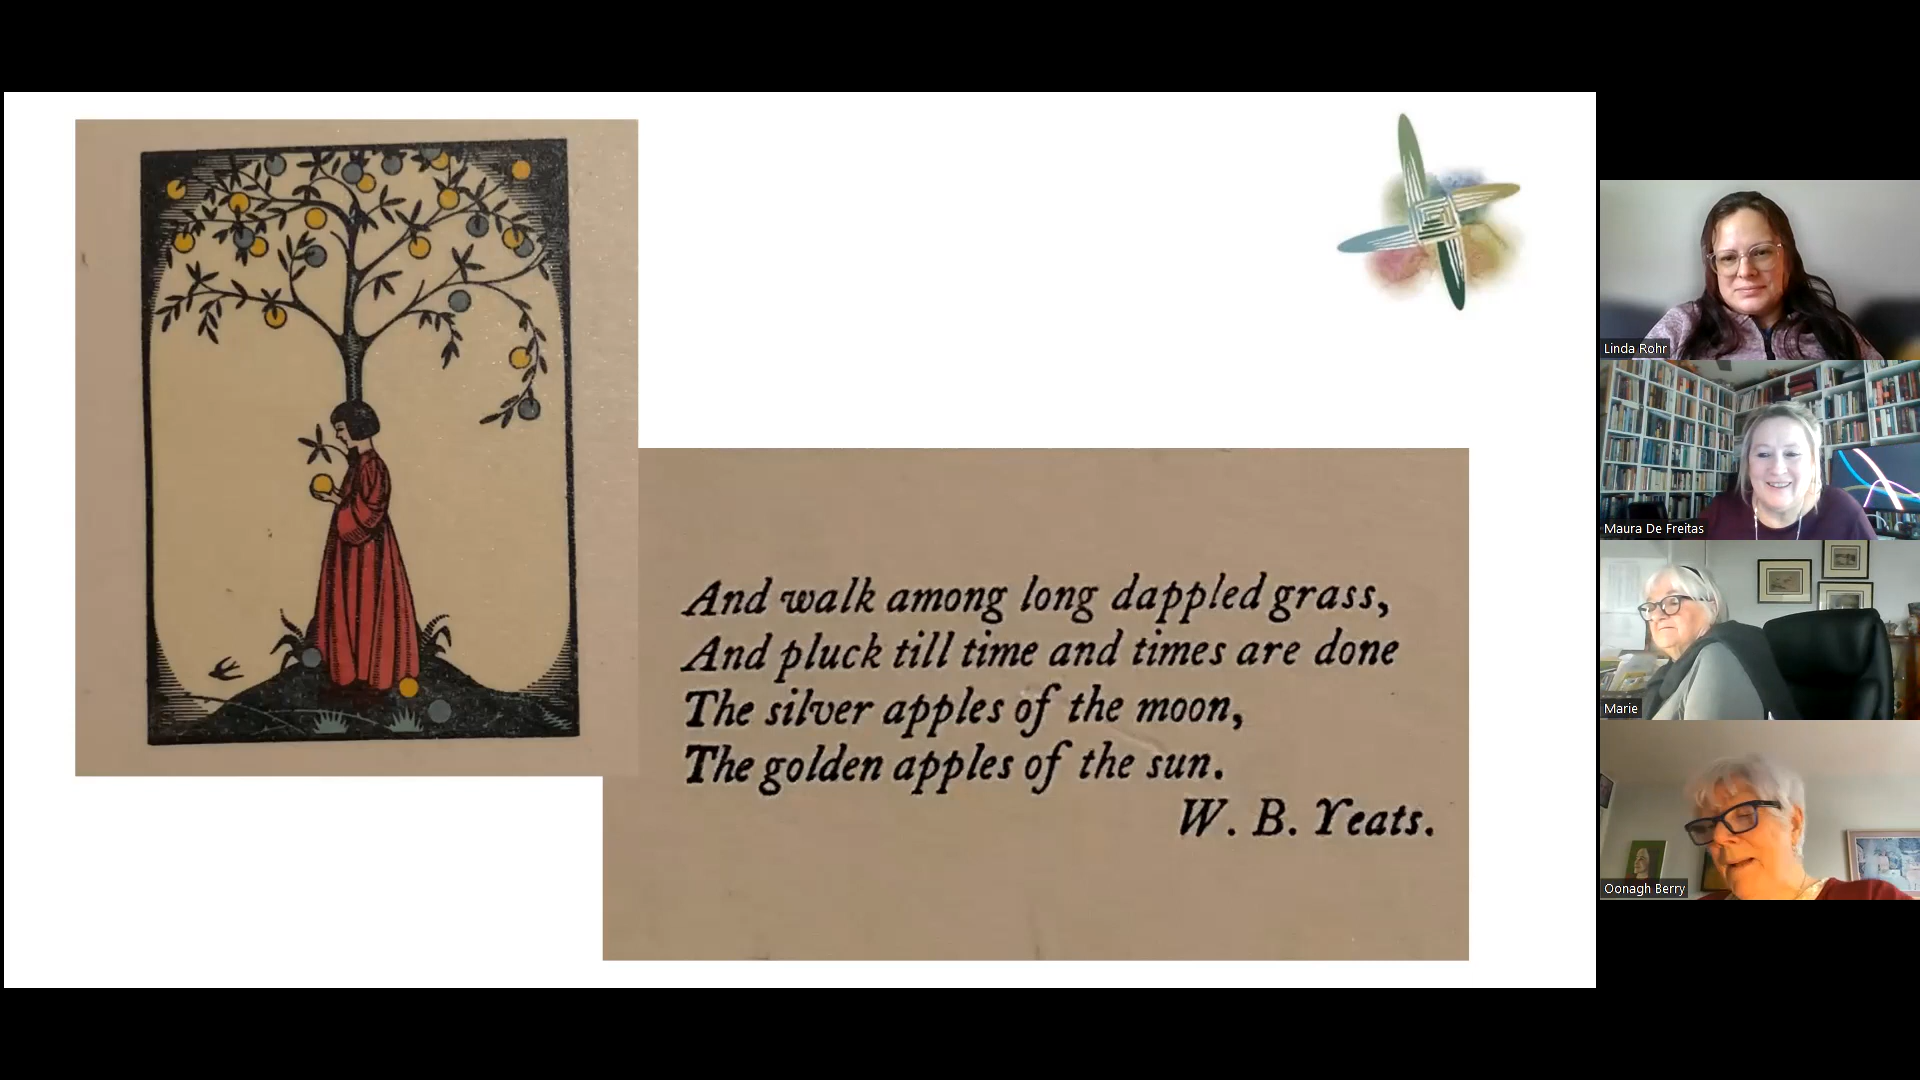 And walk among long dappled grass,
And pluck till time and times are done
The silver apples of the moon,
The golden apples of the sun.
W. B. Yeats.
Linda Rohr
Maura De Freitas
Marie
Oonagh Berry